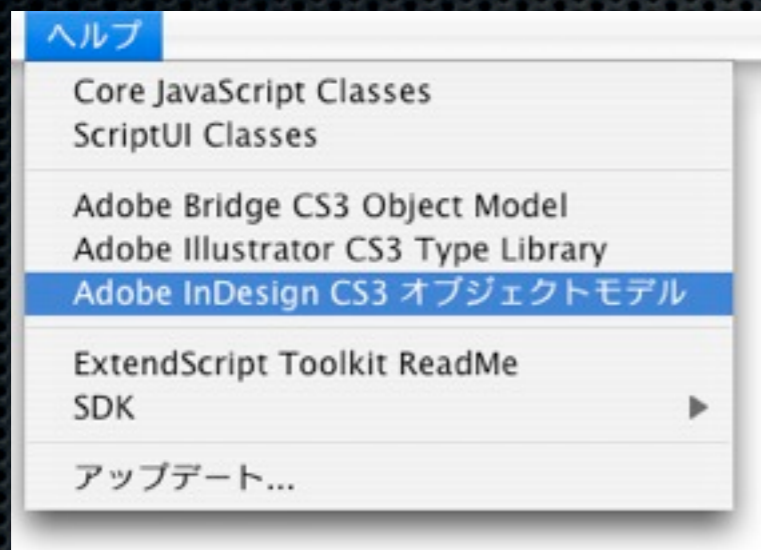 ヘルプ
Core JavaScript Classes
ScriptUI Classes
Adobe Bridge CS3 Object Model
Adobe Illustrator CS3 Type Library
Adobe InDesign CS3 オブジェクトモデル
ExtendScript Toolkit ReadMe
SDK
アップデート...